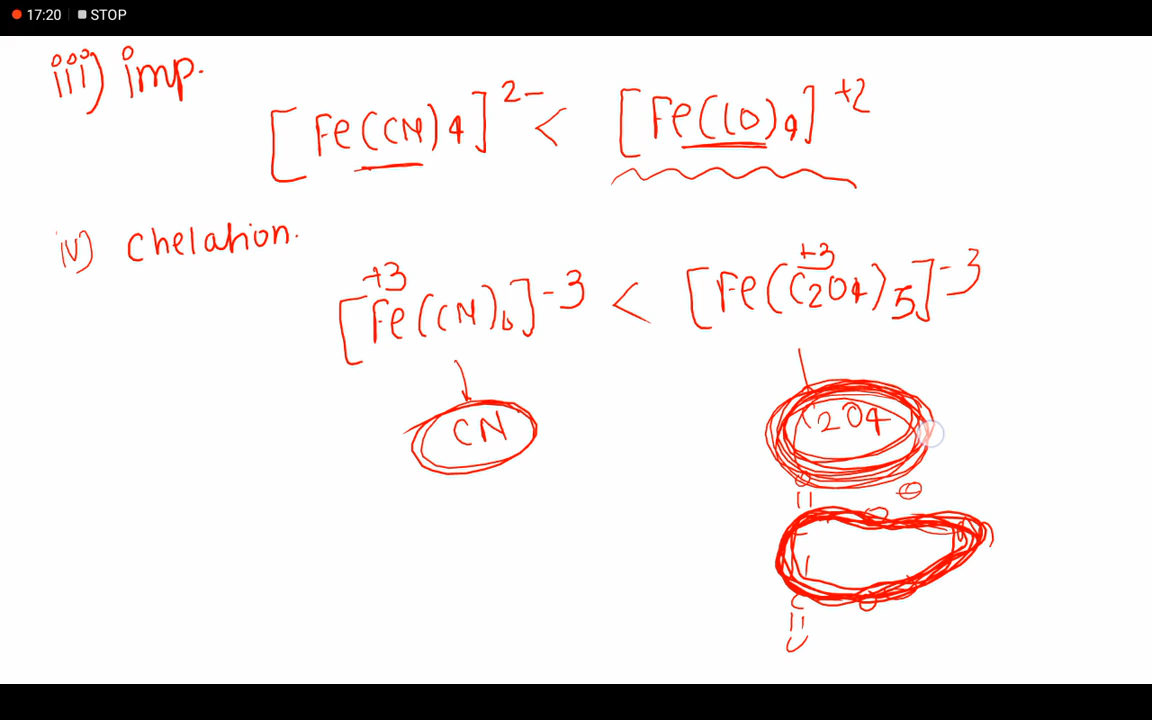 17:20 STOP
iii) imp.
[Fe(CN)4]2- < [Fe(CO)4]+2
iv) Chelation.
+3 +3
[Fe(CN)6]-3 < [Fe(C2O4)5]-3
CN C2O4